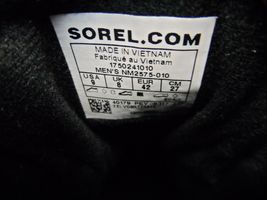 SOREL.COM
MADE IN VIETNAM
Fabriqué au Vietnam
1750241010
MEN'S NM2575-010
USA UK EUR CM
9 8 42 27